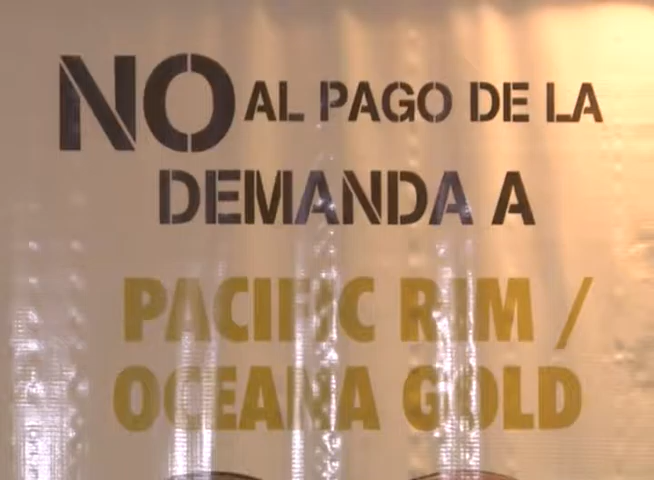 NO AL PAGO DE LA
DEMANDA A
PACIFIC RIM /
OCEANA GOLD